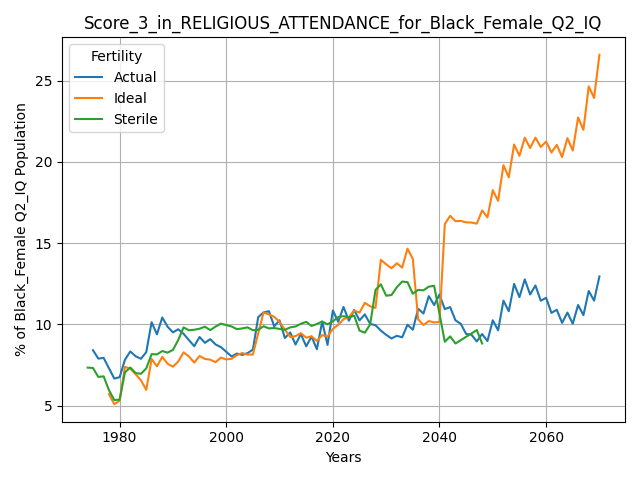 Score_3_in_RELIGIOUS_ATTENDANCE_for_Black_Female_Q2_IQ
Fertility
Actual
Ideal
Sterile
% of Black_Female Q2_IQ Population
25
20
15
10
5
1980 2000 2020 2040 2060
Years